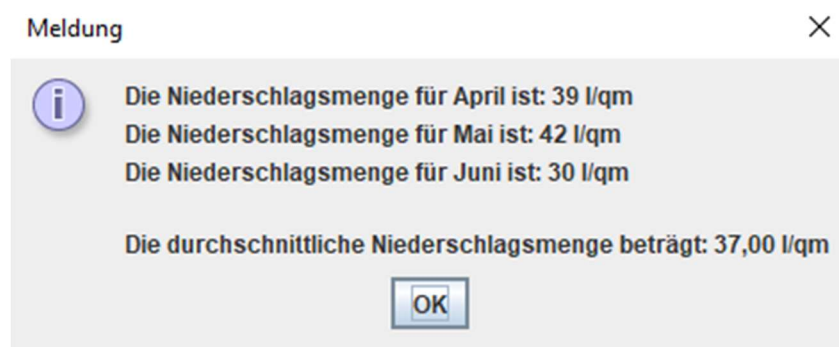 Meldung
Die Niederschlagsmenge für April ist: 39 l/qm
Die Niederschlagsmenge für Mai ist: 42 l/qm
Die Niederschlagsmenge für Juni ist: 30 l/qm
Die durchschnittliche Niederschlagsmenge beträgt: 37,00 l/qm
OK